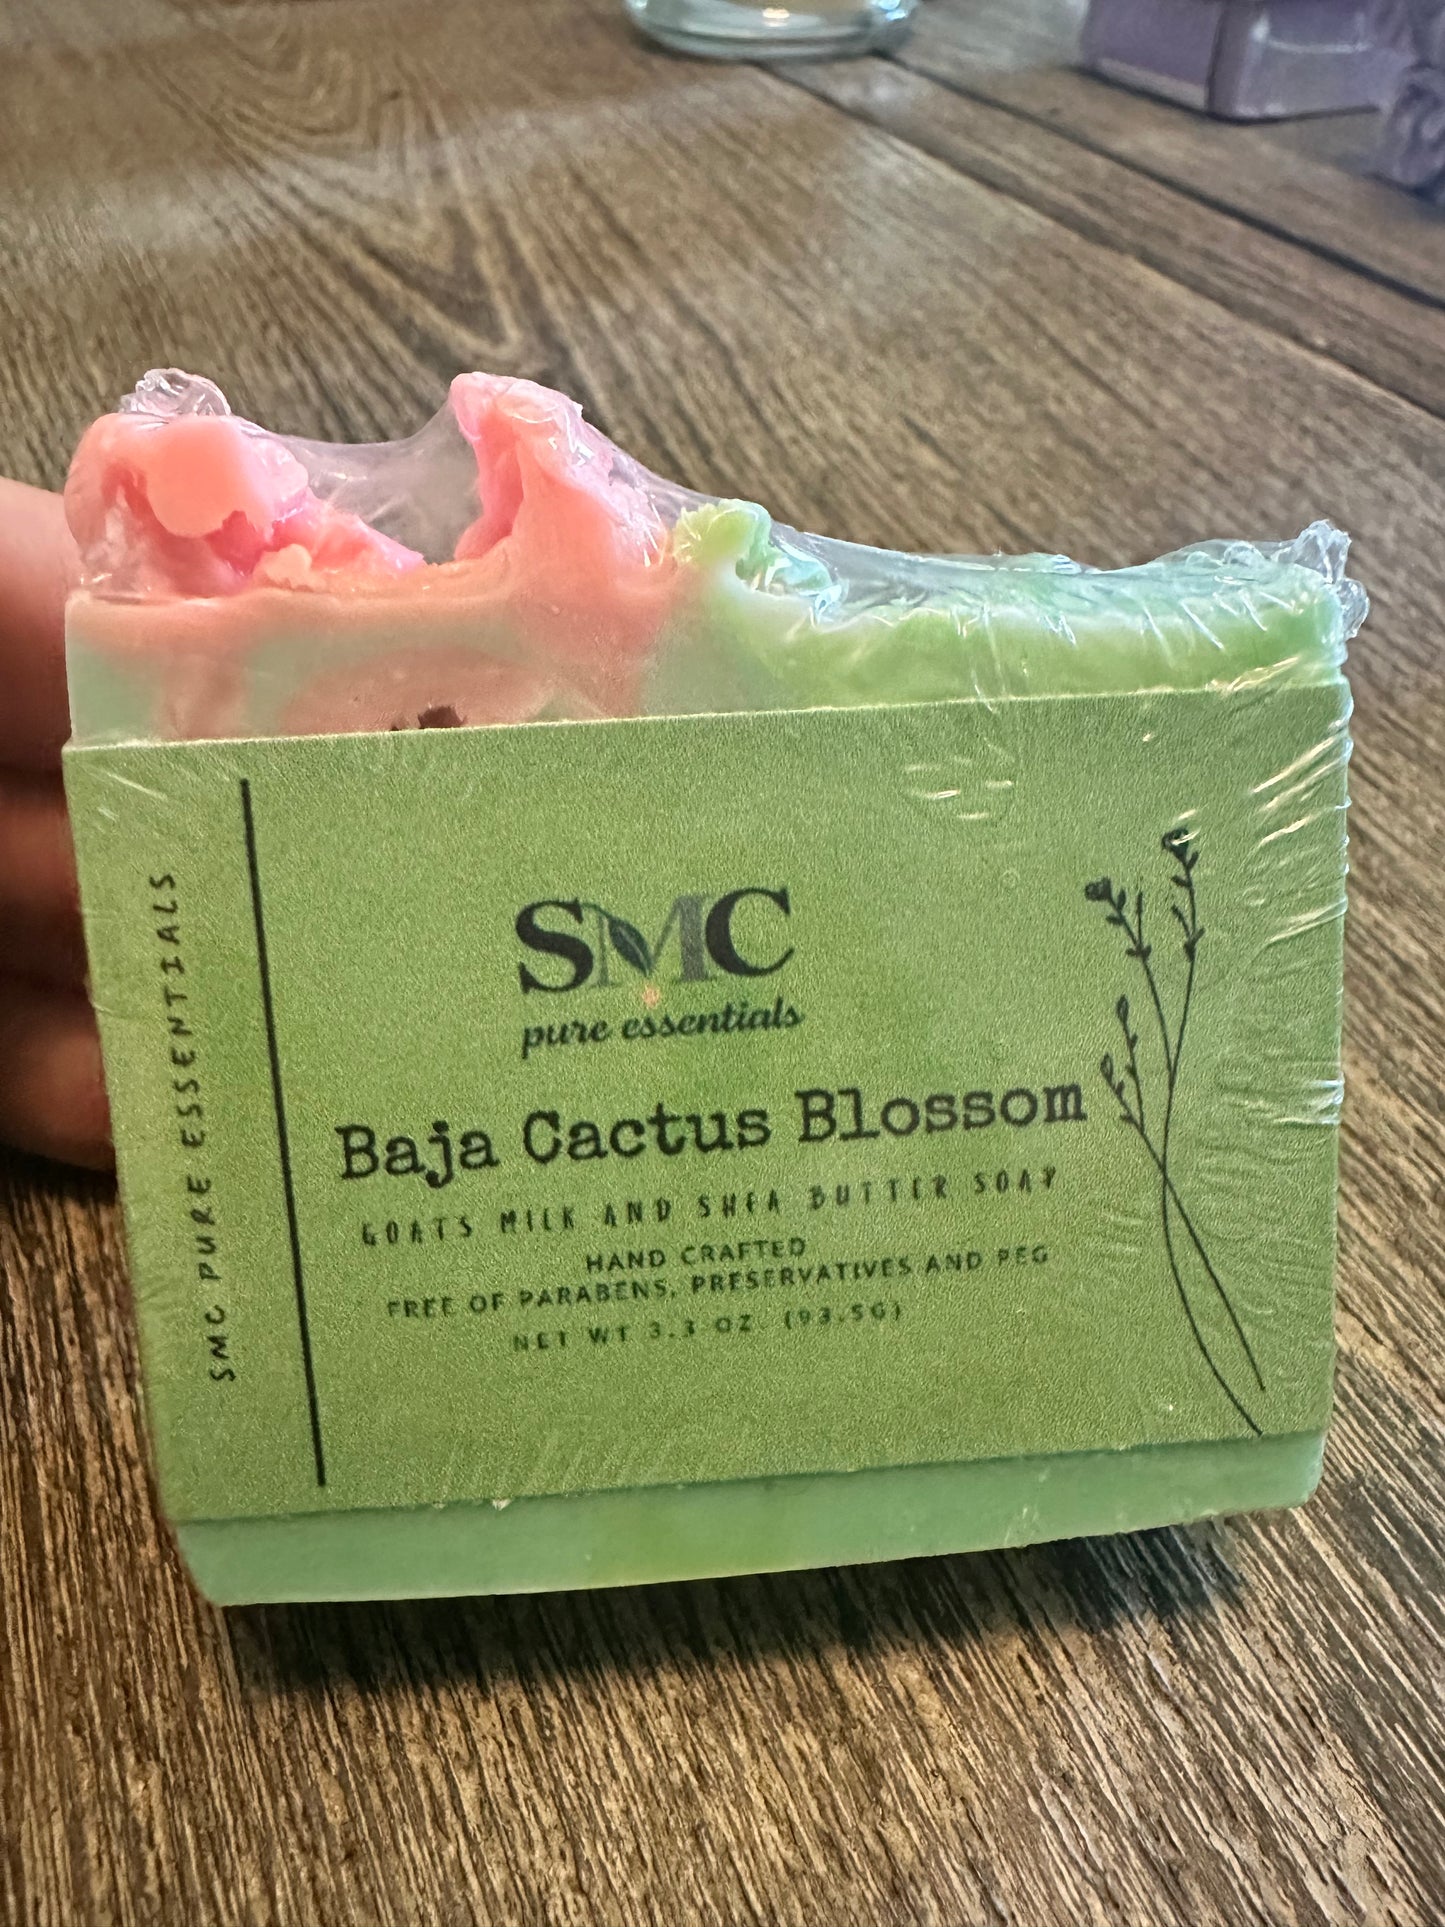 SMC PURE ESSENTIALS
SMC
pure essentials
Baja Cactus Blossom
GOATS MILK AND SHEA BUTTER SOAP
HAND CRAFTED
FREE OF PARABENS, PRESERVATIVES AND PEG
NET WT 3.3 OZ. (93.5G)